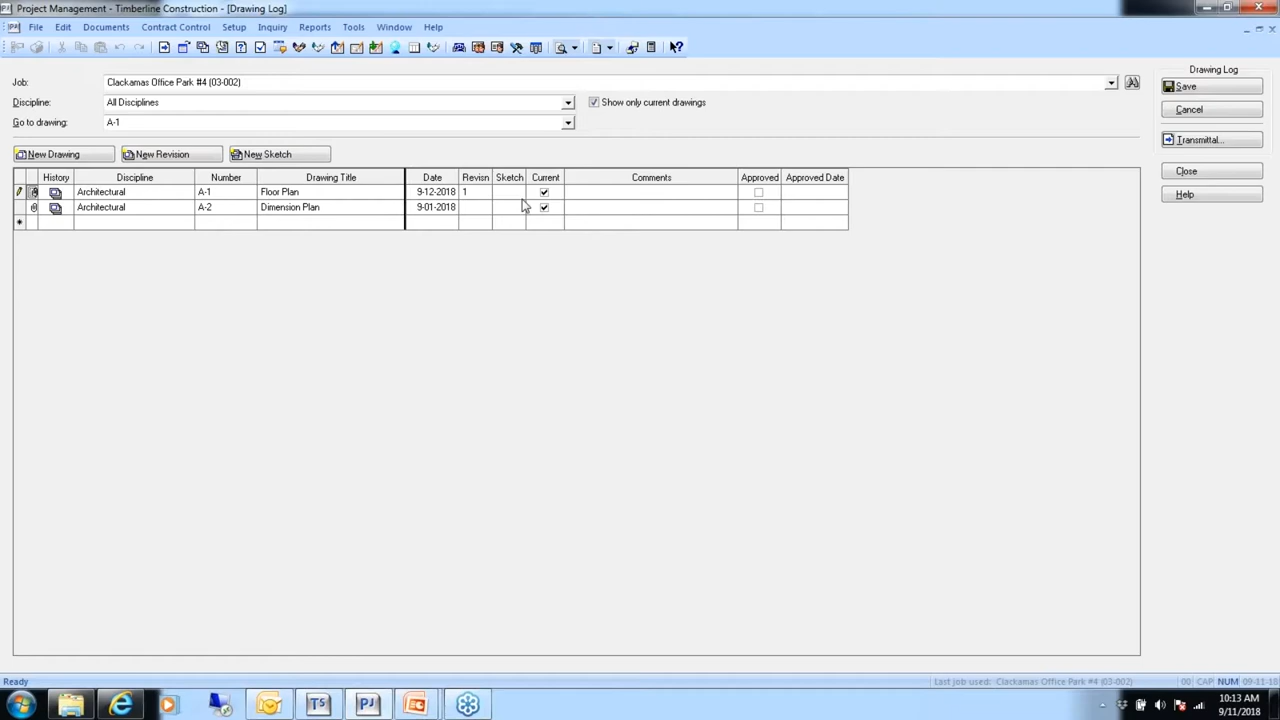 Project Management - Timberline Construction - [Drawing Log]
File Edit Documents Contract Control Setup Inquiry Reports Tools Window Help
Job: Clackamas Office Park #4 (03-002)
Discipline: All Disciplines Show only current drawings
Go to drawing: A-1
New Drawing New Revision New Sketch
History Discipline Number Drawing Title Date Revisn Sketch Current Comments Approved Approved Date
Architectural A-1 Floor Plan 9-12-2018 1
Architectural A-2 Dimension Plan 9-01-2018
Drawing Log
Save
Cancel
Transmittal...
Close
Help
Ready Last job used: Clackamas Office Park #4 (03-002) 00 CAP NUM 09-11-18
10:13 AM
9/11/2018